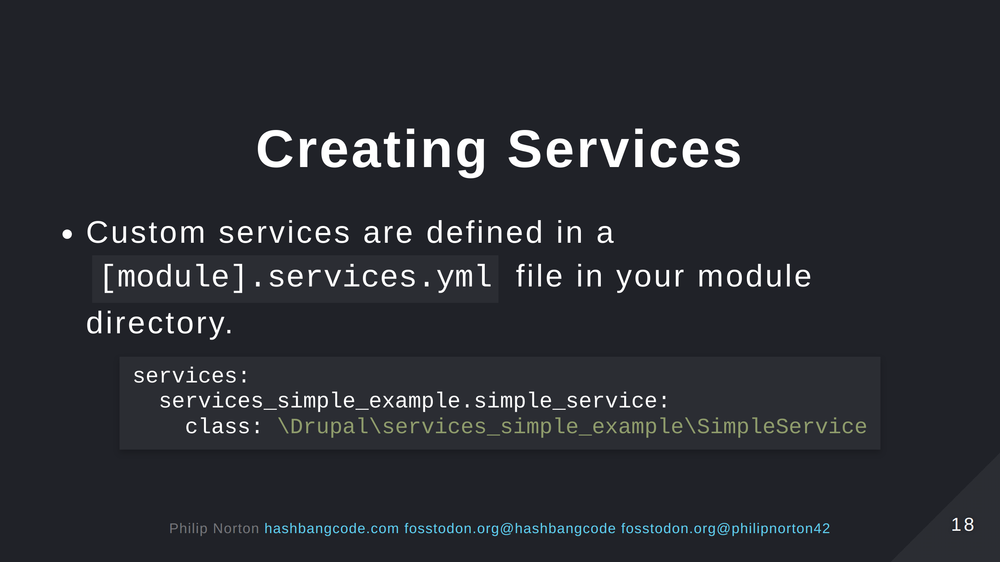 Creating Services
• Custom services are defined in a
[module].services.yml file in your module
directory.
services:
  services_simple_example.simple_service:
    class: \Drupal\services_simple_example\SimpleService
Philip Norton hashbangcode.com fosstodon.org@hashbangcode fosstodon.org@philipnorton42
18